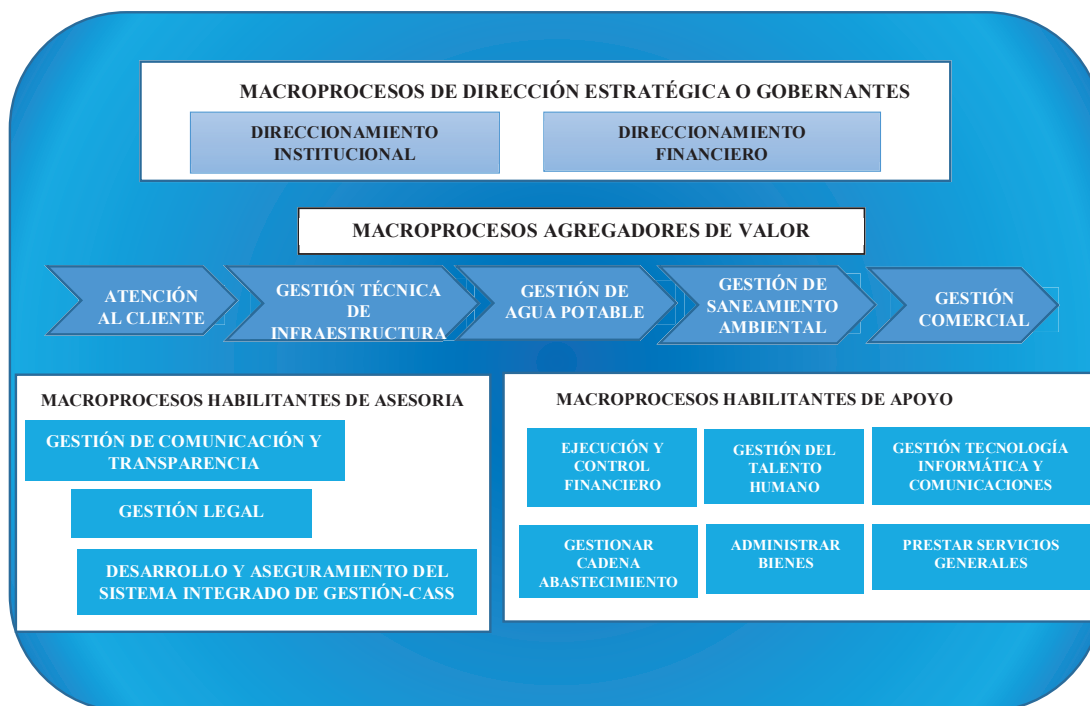 MACROPROCESOS DE DIRECCIÓN ESTRATÉGICA O GOBERNANTES
DIRECCIONAMIENTO
INSTITUCIONAL
DIRECCIONAMIENTO
FINANCIERO
MACROPROCESOS AGREGADORES DE VALOR
ATENCIÓN
AL CLIENTE
GESTIÓN TÉCNICA
DE
INFRAESTRUCTURA
GESTIÓN DE
AGUA POTABLE
GESTIÓN DE
SANEAMIENTO
AMBIENTAL
GESTIÓN
COMERCIAL
MACROPROCESOS HABILITANTES DE ASESORIA
GESTIÓN DE COMUNICACIÓN Y
TRANSPARENCIA
GESTIÓN LEGAL
DESARROLLO Y ASEGURAMIENTO DEL
SISTEMA INTEGRADO DE GESTIÓN-CASS
MACROPROCESOS HABILITANTES DE APOYO
EJECUCIÓN Y
CONTROL
FINANCIERO
GESTIÓN DEL
TALENTO
HUMANO
GESTIÓN TECNOLOGÍA
INFORMÁTICA Y
COMUNICACIONES
GESTIONAR
CADENA
ABASTECIMIENTO
ADMINISTRAR
BIENES
PRESTAR SERVICIOS
GENERALES